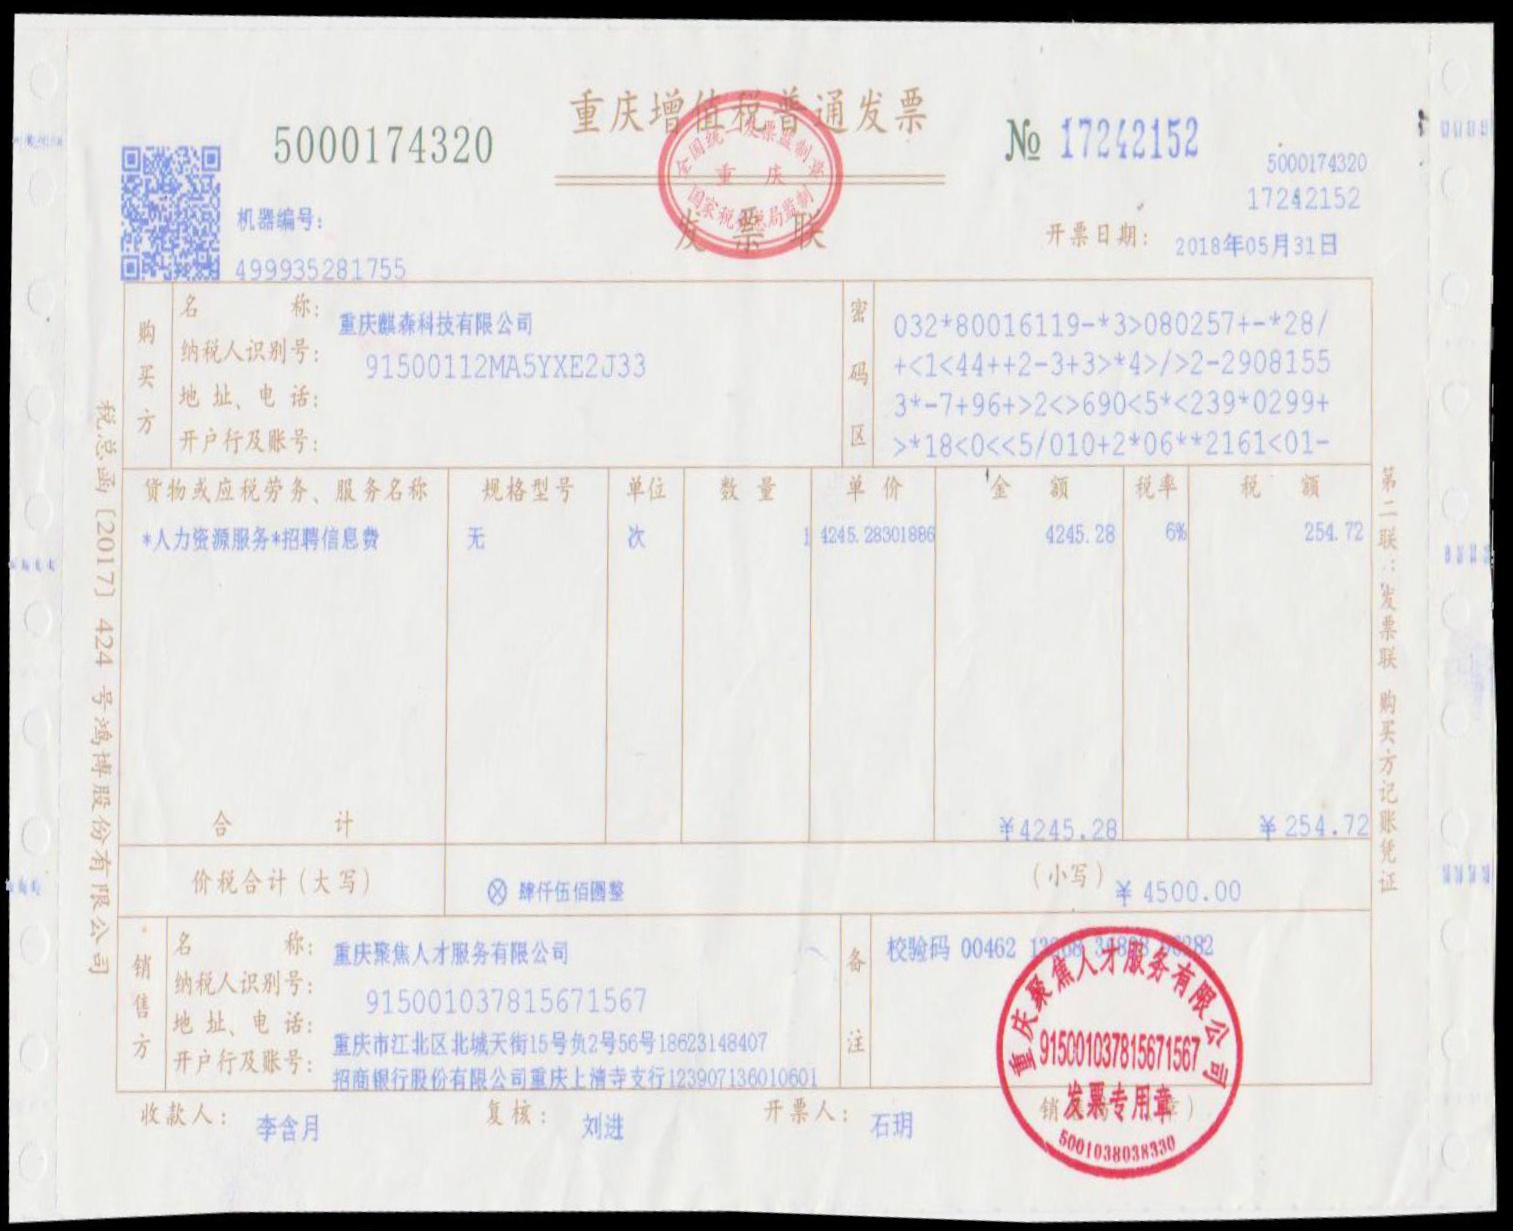 重庆增值税普通发票
发票联
全国统一发票监制章
重庆
国家税务总局监制
5000174320
№ 17242152
5000174320
17242152
机器编号:
499935281755
开票日期: 2018年05月31日
购买方
名称: 重庆麒森科技有限公司
纳税人识别号: 91500112MA5YXE2J33
地址、电话:
开户行及账号:
密码区
032*80016119-*3>080257+-*28/
+<1<44++2-3+3>*4>/>2-2908155
3*-7+96+>2<>690<5*<239*0299+
>*18<0<<5/010+2*06**2161<01-
货物或应税劳务、服务名称 规格型号 单位 数量 单价 金额 税率 税额
*人力资源服务*招聘信息费 无 次 1 4245.28301886 4245.28 6% 254.72
合计 ¥4245.28 ¥254.72
价税合计(大写) ⊗ 肆仟伍佰圆整 (小写) ¥4500.00
销售方
名称: 重庆聚焦人才服务有限公司
纳税人识别号: 915001037815671567
地址、电话: 重庆市江北区北城天街15号负2号56号18623148407
开户行及账号: 招商银行股份有限公司重庆上清寺支行123907136010601
备注
校验码 00462
重庆聚焦人才服务有限公司
915001037815671567
发票专用章
5001038038330
收款人: 李含月 复核: 刘进 开票人: 石玥 销
税总函[2017]424号鸿博股份有限公司
第二联:发票联 购买方记账凭证